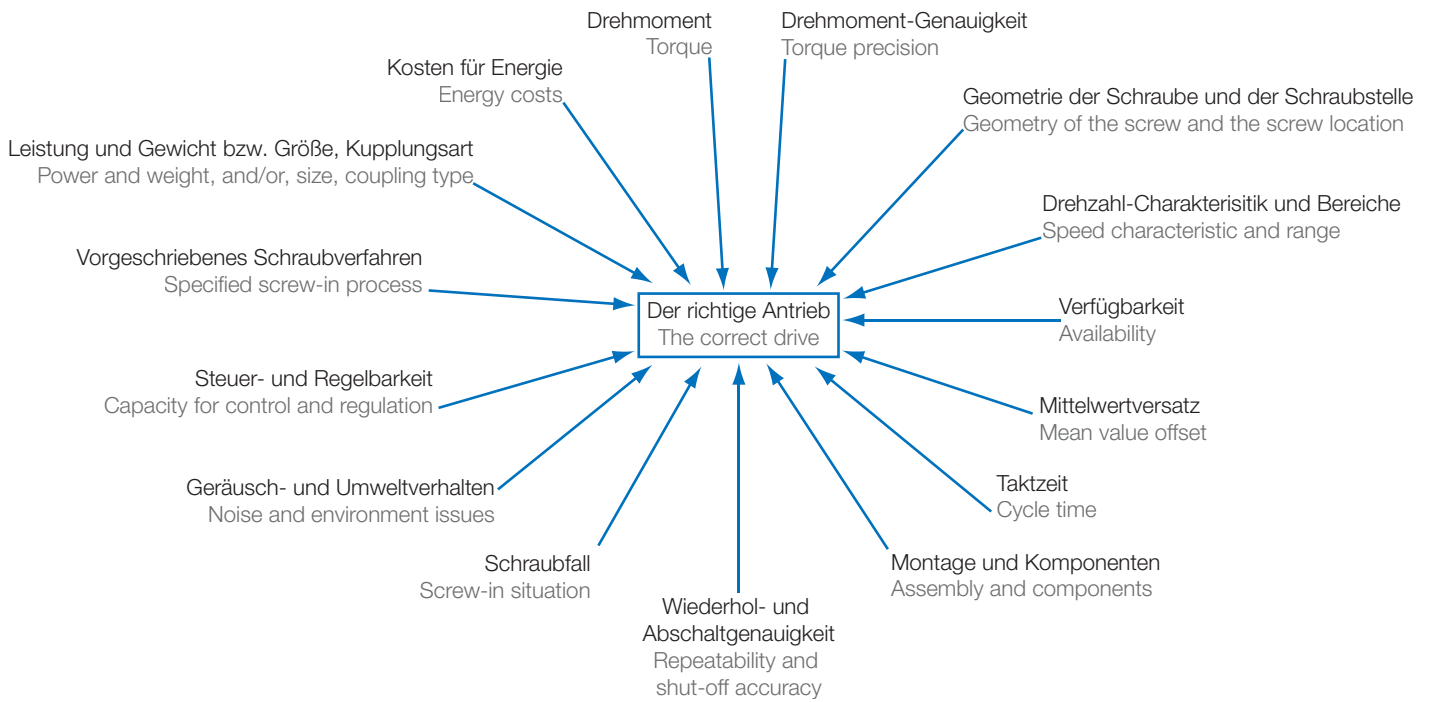 Drehmoment
Torque
Drehmoment-Genauigkeit
Torque precision
Kosten für Energie
Energy costs
Geometrie der Schraube und der Schraubstelle
Geometry of the screw and the screw location
Leistung und Gewicht bzw. Größe, Kupplungsart
Power and weight, and/or, size, coupling type
Drehzahl-Charakterisitik und Bereiche
Speed characteristic and range
Vorgeschriebenes Schraubverfahren
Specified screw-in process
Der richtige Antrieb
The correct drive
Verfügbarkeit
Availability
Steuer- und Regelbarkeit
Capacity for control and regulation
Mittelwertversatz
Mean value offset
Geräusch- und Umweltverhalten
Noise and environment issues
Taktzeit
Cycle time
Schraubfall
Screw-in situation
Montage und Komponenten
Assembly and components
Wiederhol- und
Abschaltgenauigkeit
Repeatability and
shut-off accuracy